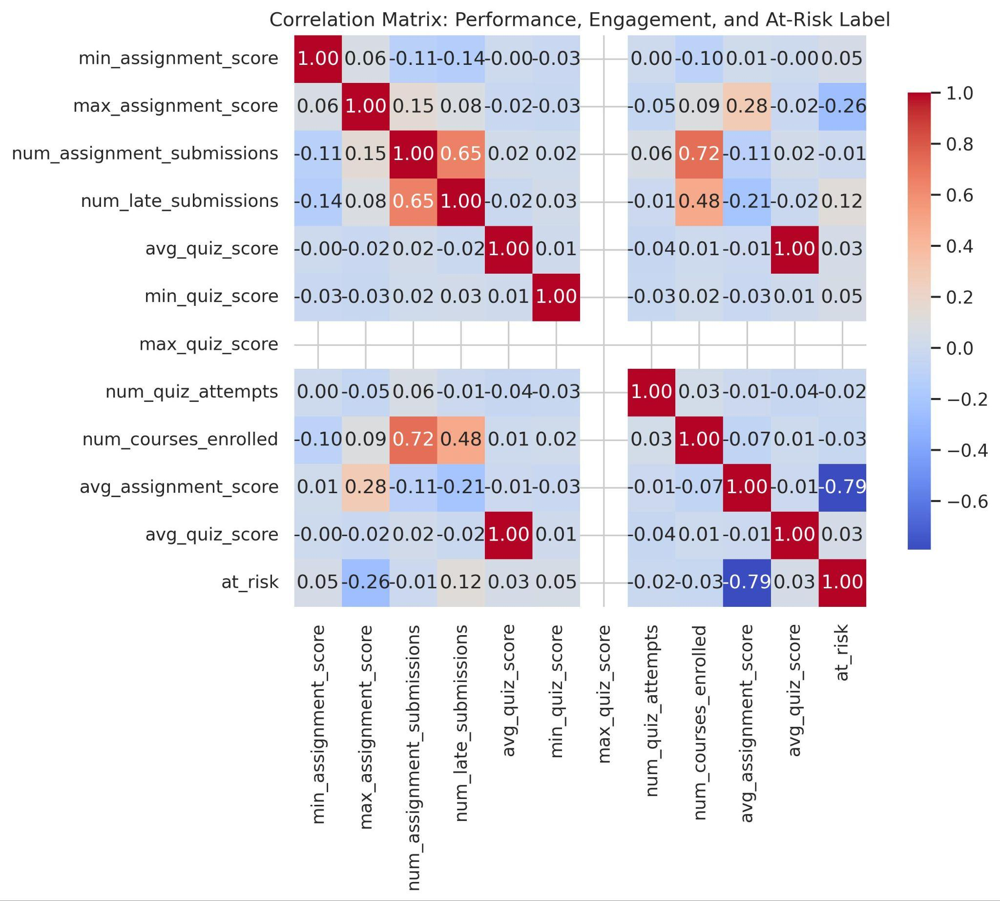 Correlation Matrix: Performance, Engagement, and At-Risk Label
min_assignment_score 1.00 0.06 -0.11 -0.14 -0.00 -0.03 0.00 -0.10 0.01 -0.00 0.05
max_assignment_score 0.06 1.00 0.15 0.08 -0.02 -0.03 -0.05 0.09 0.28 -0.02 -0.26
num_assignment_submissions -0.11 0.15 1.00 0.65 0.02 0.02 0.06 0.72 -0.11 0.02 -0.01
num_late_submissions -0.14 0.08 0.65 1.00 -0.02 0.03 -0.01 0.48 -0.21 -0.02 0.12
avg_quiz_score -0.00 -0.02 0.02 -0.02 1.00 0.01 -0.04 0.01 -0.01 1.00 0.03
min_quiz_score -0.03 -0.03 0.02 0.03 0.01 1.00 -0.03 0.02 -0.03 0.01 0.05
max_quiz_score
num_quiz_attempts 0.00 -0.05 0.06 -0.01 -0.04 -0.03 1.00 0.03 -0.01 -0.04 -0.02
num_courses_enrolled -0.10 0.09 0.72 0.48 0.01 0.02 0.03 1.00 -0.07 0.01 -0.03
avg_assignment_score 0.01 0.28 -0.11 -0.21 -0.01 -0.03 -0.01 -0.07 1.00 -0.01 -0.79
avg_quiz_score -0.00 -0.02 0.02 -0.02 1.00 0.01 -0.04 0.01 -0.01 1.00 0.03
at_risk 0.05 -0.26 -0.01 0.12 0.03 0.05 -0.02 -0.03 -0.79 0.03 1.00
min_assignment_score
max_assignment_score
num_assignment_submissions
num_late_submissions
avg_quiz_score
min_quiz_score
max_quiz_score
num_quiz_attempts
num_courses_enrolled
avg_assignment_score
avg_quiz_score
at_risk
1.0
0.8
0.6
0.4
0.2
0.0
−0.2
−0.4
−0.6